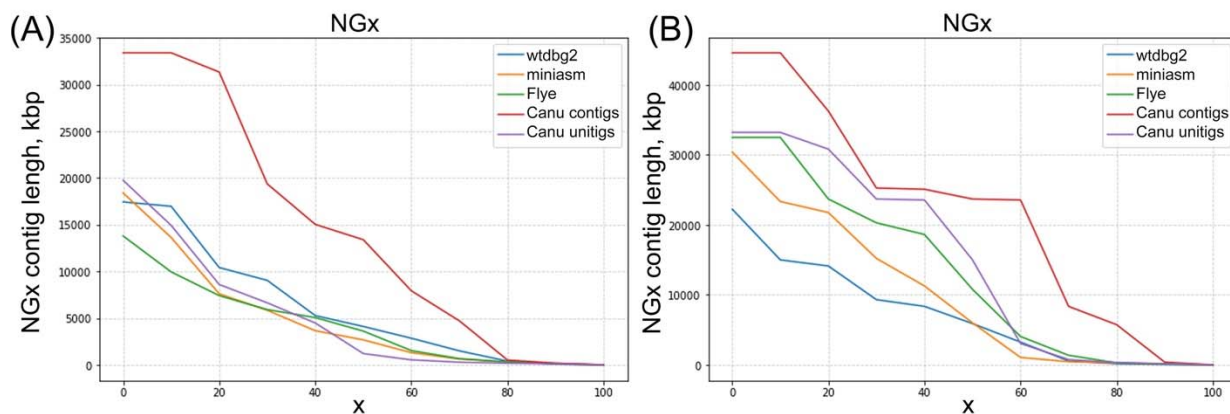 (A)
NGx
NGx contig lengh, kbp
35000
30000
25000
20000
15000
10000
5000
0
0 20 40 60 80 100
x
wtdbg2
miniasm
Flye
Canu contigs
Canu unitigs
(B)
NGx
NGx contig lengh, kbp
40000
30000
20000
10000
0
0 20 40 60 80 100
x
wtdbg2
miniasm
Flye
Canu contigs
Canu unitigs